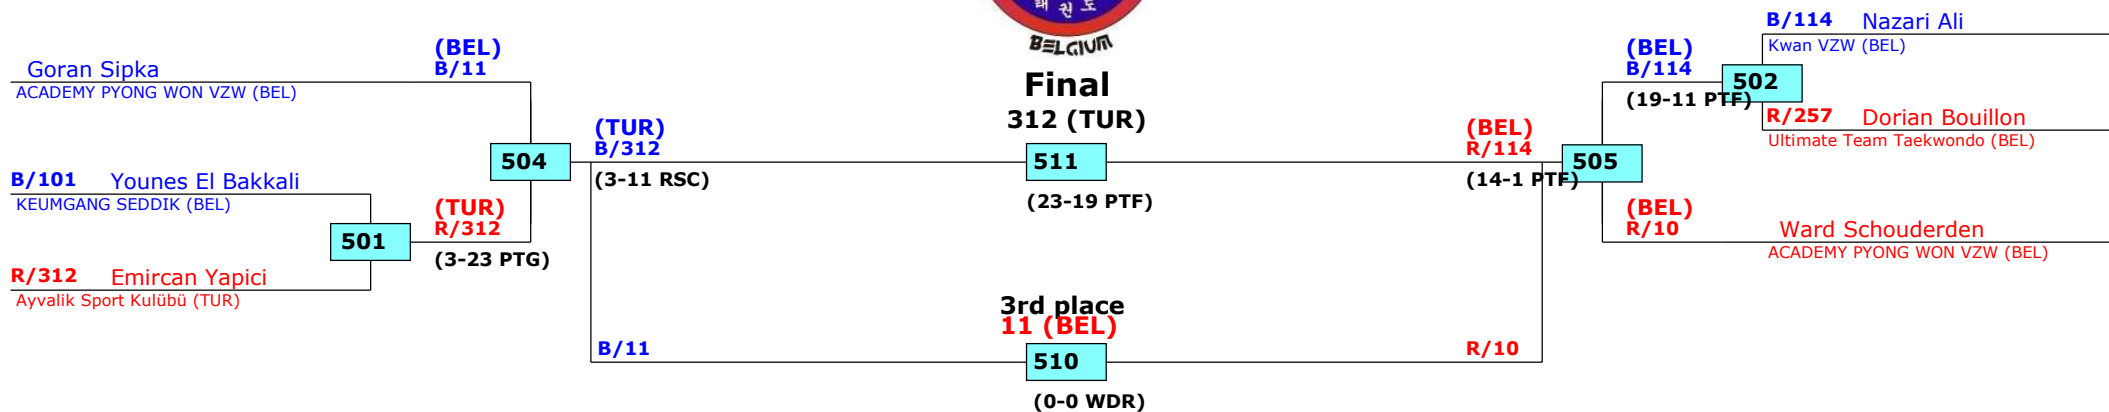 태 권 도
BELGIUM
Final
312 (TUR)
Goran Sipka
ACADEMY PYONG WON VZW (BEL)
(BEL)
B/11
B/101 Younes El Bakkali
KEUMGANG SEDDIK (BEL)
501
R/312 Emircan Yapici
Ayvalik Sport Kulübü (TUR)
(TUR)
R/312
(3-23 PTG)
504
(TUR)
B/312
(3-11 RSC)
511
(23-19 PTF)
B/11
3rd place
11 (BEL)
510
(0-0 WDR)
R/10
(BEL)
R/114
(14-1 PTF)
505
(BEL)
B/114
(19-11 PTF)
502
B/114 Nazari Ali
Kwan VZW (BEL)
R/257 Dorian Bouillon
Ultimate Team Taekwondo (BEL)
(BEL)
R/10
Ward Schouderden
ACADEMY PYONG WON VZW (BEL)